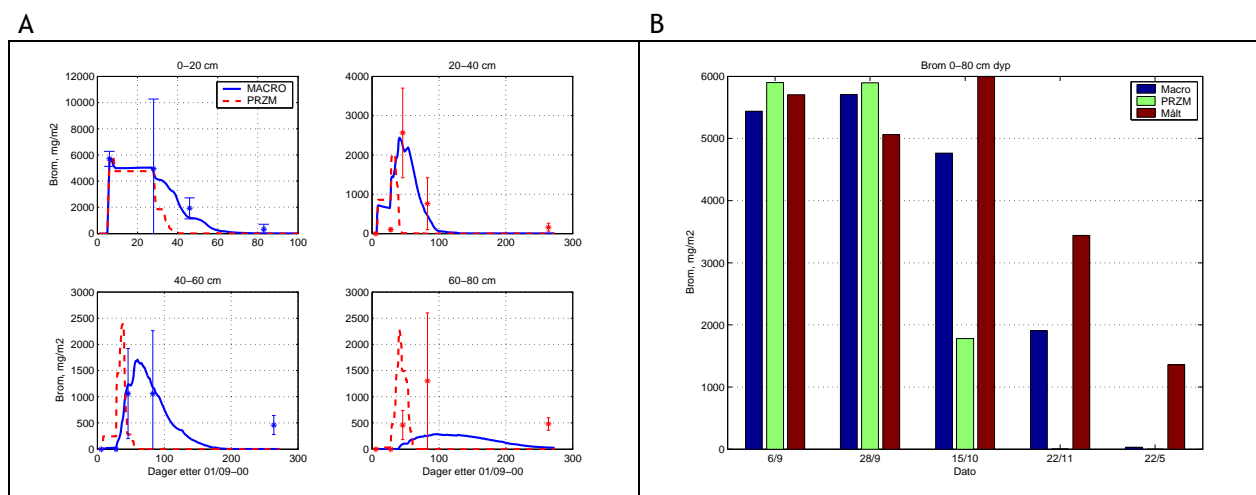 A
B
0–20 cm
Brom, mg/m2
12000
10000
8000
6000
4000
2000
0
0 20 40 60 80 100
MACRO
PRZM
20–40 cm
4000
3000
2000
1000
0
0 100 200 300
40–60 cm
Brom, mg/m2
3000
2500
2000
1500
1000
500
0
0 100 200 300
Dager etter 01/09–00
60–80 cm
3000
2500
2000
1500
1000
500
0
0 100 200 300
Dager etter 01/09–00
Brom 0–80 cm dyp
Brom, mg/m2
6000
5000
4000
3000
2000
1000
0
6/9 28/9 15/10 22/11 22/5
Dato
Macro
PRZM
Målt